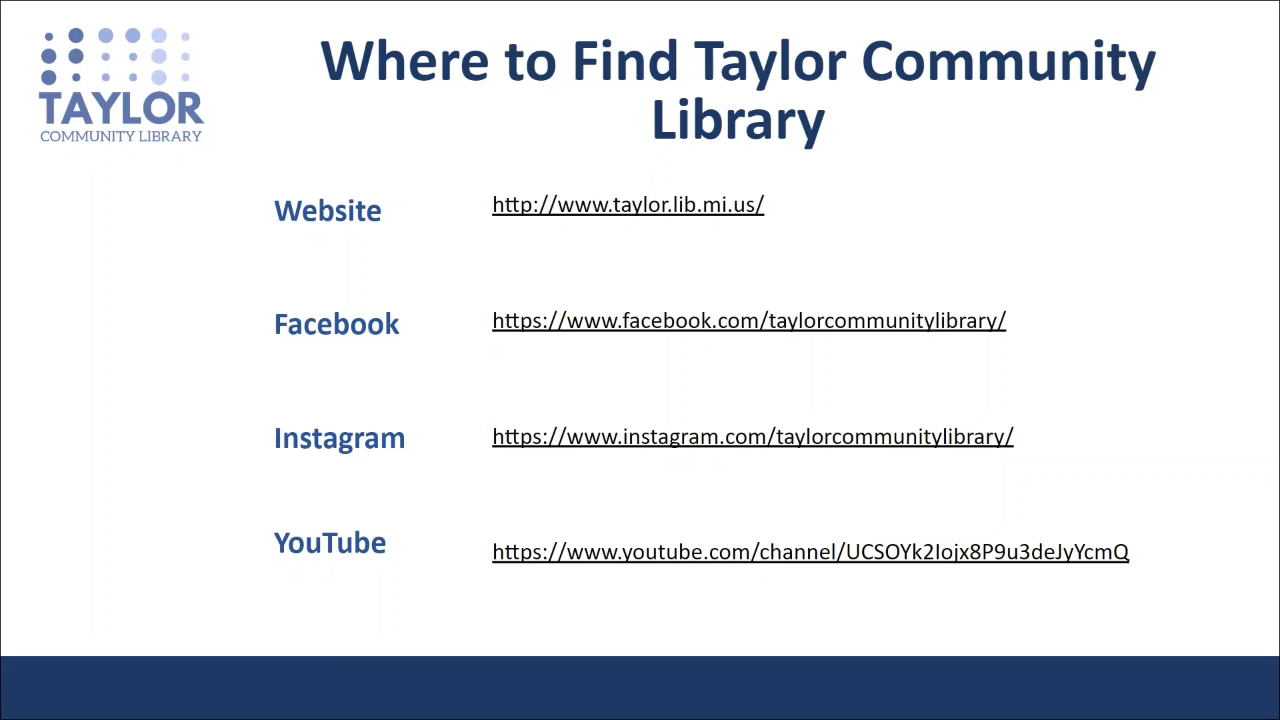 TAYLOR
COMMUNITY LIBRARY
Where to Find Taylor Community
Library
Website
http://www.taylor.lib.mi.us/
Facebook
https://www.facebook.com/taylorcommunitylibrary/
Instagram
https://www.instagram.com/taylorcommunitylibrary/
YouTube
https://www.youtube.com/channel/UCSOYk2Iojx8P9u3deJyYcmQ